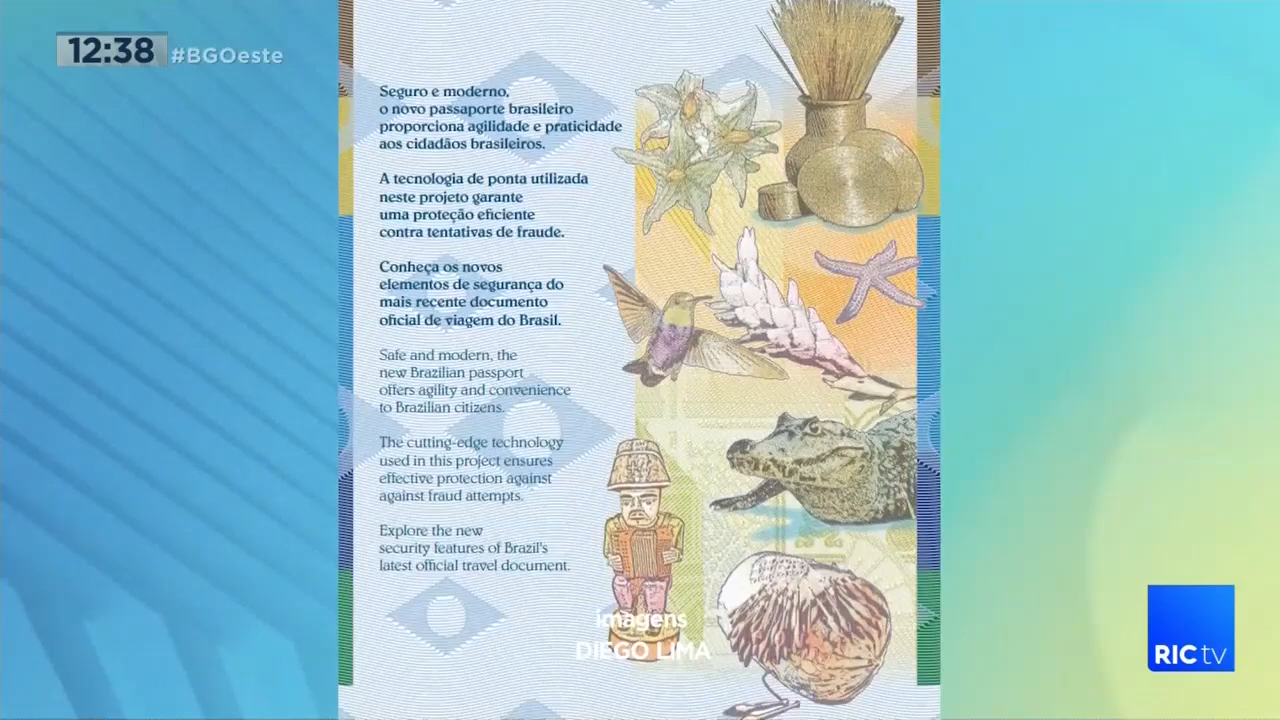 12:38 #BGOeste
Seguro e moderno,
o novo passaporte brasileiro
proporciona agilidade e praticidade
aos cidadãos brasileiros.
A tecnologia de ponta utilizada
neste projeto garante
uma proteção eficiente
contra tentativas de fraude.
Conheça os novos
elementos de segurança do
mais recente documento
oficial de viagem do Brasil.
Safe and modern, the
new Brazilian passport
offers agility and convenience
to Brazilian citizens.
The cutting-edge technology
used in this project ensures
effective protection against
against fraud attempts.
Explore the new
security features of Brazil's
latest official travel document.
imagens
DIEGO LIMA
RIC tv